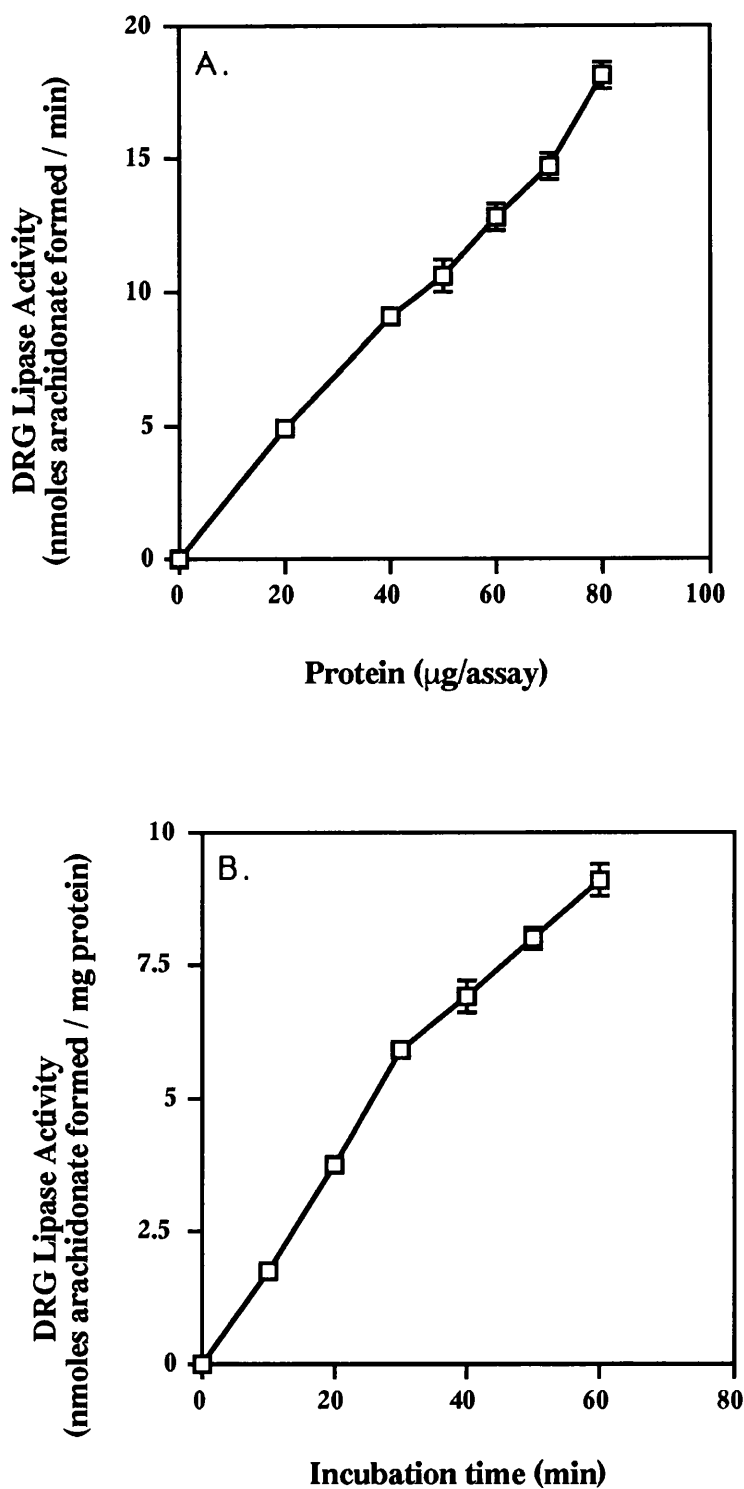 A.
DRG Lipase Activity
(nmoles arachidonate formed / min)
20
15
10
5
0
0 20 40 60 80 100
Protein (µg/assay)
B.
DRG Lipase Activity
(nmoles arachidonate formed / mg protein)
10
7.5
5
2.5
0
0 20 40 60 80
Incubation time (min)